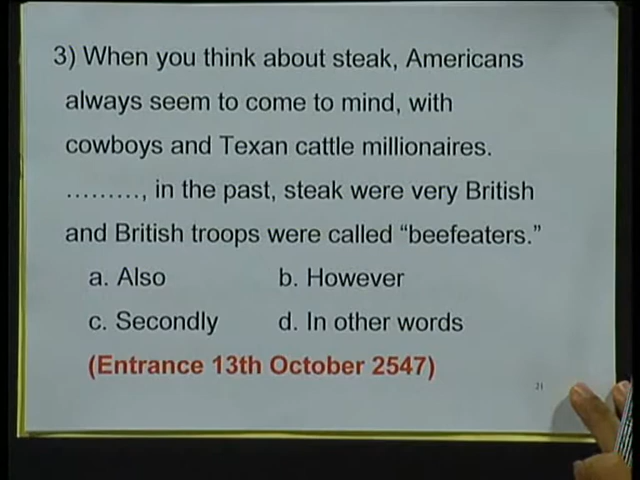 3) When you think about steak, Americans
always seem to come to mind, with
cowboys and Texan cattle millionaires.
........., in the past, steak were very British
and British troops were called “beefeaters.”
a. Also b. However
c. Secondly d. In other words
(Entrance 13th October 2547)
21